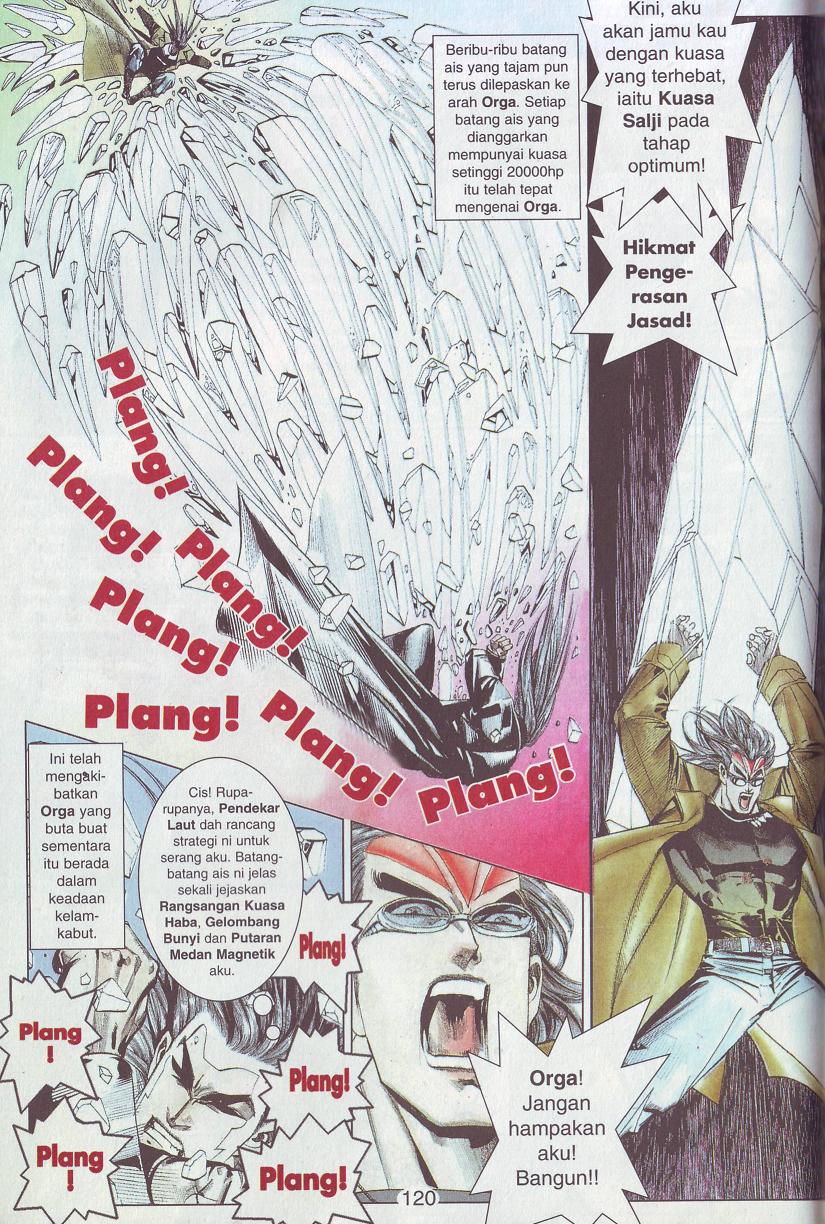 Beribu-ribu batang
ais yang tajam pun
terus dilepaskan ke
arah Orga. Setiap
batang ais yang
dianggarkan
mempunyai kuasa
setinggi 20000hp
itu telah tepat
mengenai Orga.
Kini, aku
akan jamu kau
dengan kuasa
yang terhebat,
iaitu Kuasa
Salji pada
tahap
optimum!
Hikmat
Penge-
rasan
Jasad!
Plang!
Plang!
Plang!
Plang!
Plang!
Plang!
Plang!
Ini telah
mengaki-
batkan
Orga yang
buta buat
sementara
itu berada
dalam
keadaan
kelam-
kabut.
Cis! Rupa-
rupanya, Pendekar
Laut dah rancang
strategi ni untuk
serang aku. Batang-
batang ais ni jelas
sekali jejaskan
Rangsangan Kuasa
Haba, Gelombang
Bunyi dan Putaran
Medan Magnetik
aku.
Plang!
Plang
!
Plang!
Plang
!
Plang!
Orga!
Jangan
hampakan
aku!
Bangun!!
120